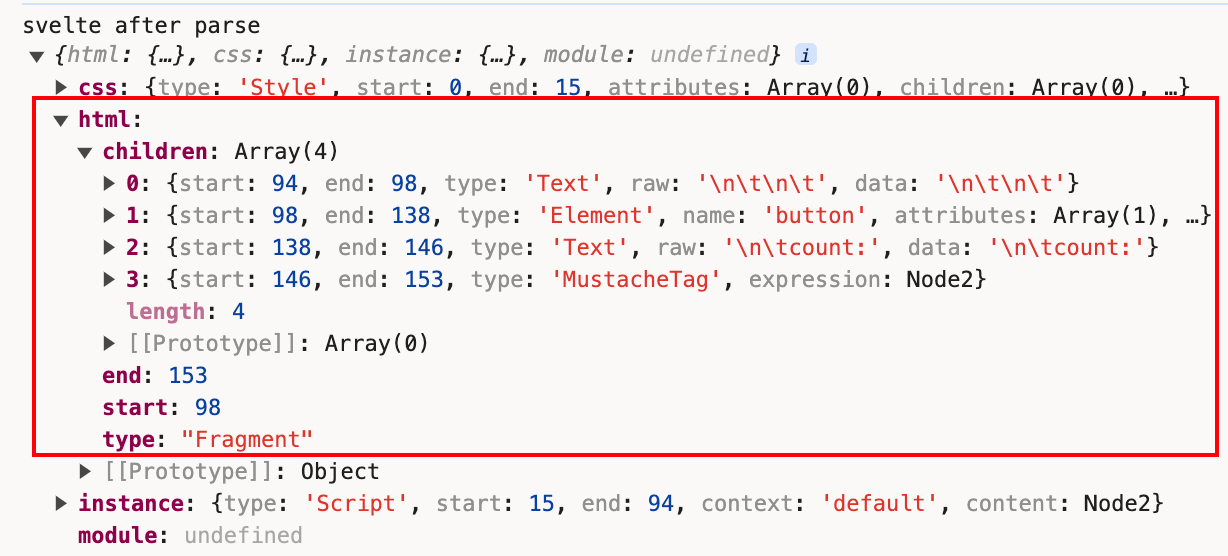 svelte after parse
▼ {html: {…}, css: {…}, instance: {…}, module: undefined} i
▶ css: {type: 'Style', start: 0, end: 15, attributes: Array(0), children: Array(0), …}
▼ html:
▼ children: Array(4)
▶ 0: {start: 94, end: 98, type: 'Text', raw: '\n\t\n\t', data: '\n\t\n\t'}
▶ 1: {start: 98, end: 138, type: 'Element', name: 'button', attributes: Array(1), …}
▶ 2: {start: 138, end: 146, type: 'Text', raw: '\n\tcount:', data: '\n\tcount:'}
▶ 3: {start: 146, end: 153, type: 'MustacheTag', expression: Node2}
length: 4
▶ [[Prototype]]: Array(0)
end: 153
start: 98
type: "Fragment"
▶ [[Prototype]]: Object
▶ instance: {type: 'Script', start: 15, end: 94, context: 'default', content: Node2}
module: undefined